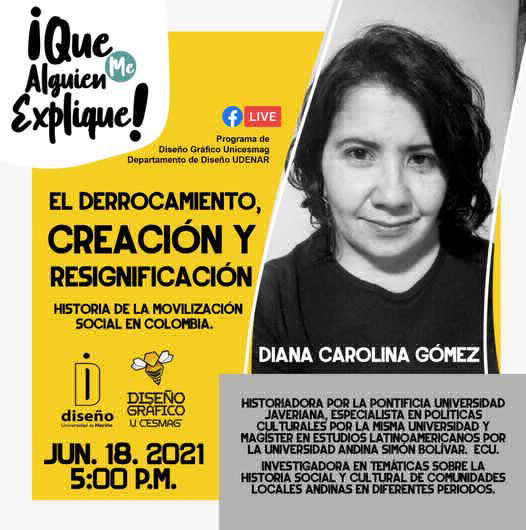 ¡Que
Me
Alguien
Explique!
LIVE
Programa de
Diseño Gráfico Unicesmag
Departamento de Diseño UDENAR
EL DERROCAMIENTO,
CREACIÓN Y
RESIGNIFICACIÓN
HISTORIA DE LA MOVILIZACIÓN
SOCIAL EN COLOMBIA.
diseño
Universidad de Nariño
DISEÑO
GRÁFICO
U. CESMAG
JUN. 18. 2021
5:00 P.M.
DIANA CAROLINA GÓMEZ
HISTORIADORA POR LA PONTIFICIA UNIVERSIDAD
JAVERIANA, ESPECIALISTA EN POLÍTICAS
CULTURALES POR LA MISMA UNIVERSIDAD Y
MAGÍSTER EN ESTUDIOS LATINOAMERICANOS POR
LA UNIVERSIDAD ANDINA SIMÓN BOLÍVAR. ECU.
INVESTIGADORA EN TEMÁTICAS SOBRE LA
HISTORIA SOCIAL Y CULTURAL DE COMUNIDADES
LOCALES ANDINAS EN DIFERENTES PERIODOS.